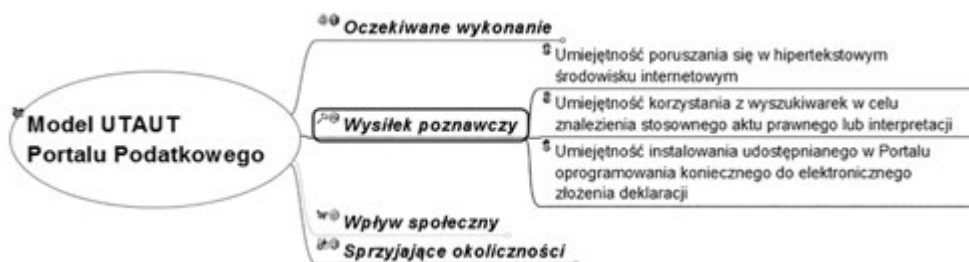 Model UTAUT
Portalu Podatkowego
Oczekiwane wykonanie
Wysiłek poznawczy
Umiejętność poruszania się w hipertekstowym
środowisku internetowym
Umiejętność korzystania z wyszukiwarek w celu
znalezienia stosownego aktu prawnego lub interpretacji
Umiejętność instalowania udostępnianego w Portalu
oprogramowania koniecznego do elektronicznego
złożenia deklaracji
Wpływ społeczny
Sprzyjające okoliczności